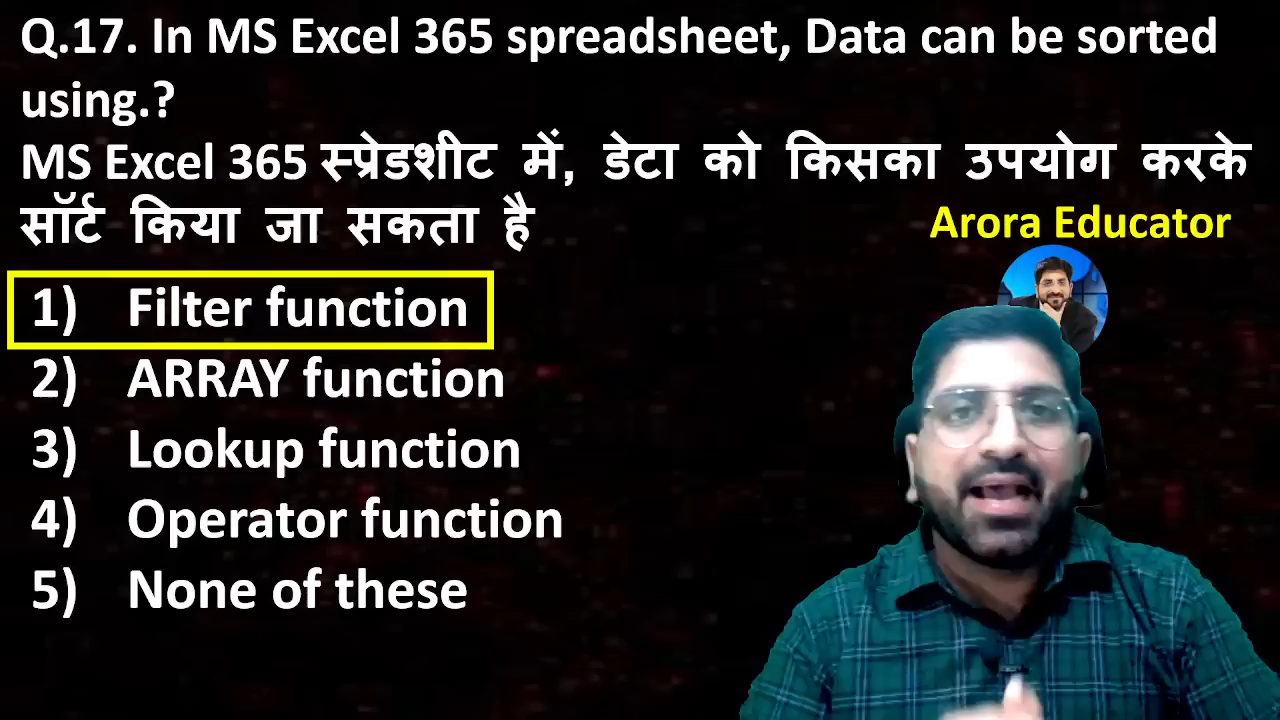 Q.17. In MS Excel 365 spreadsheet, Data can be sorted
using.?
MS Excel 365 स्प्रेडशीट में, डेटा को किसका उपयोग करके
सॉर्ट किया जा सकता है
Arora Educator
1) Filter function
2) ARRAY function
3) Lookup function
4) Operator function
5) None of these